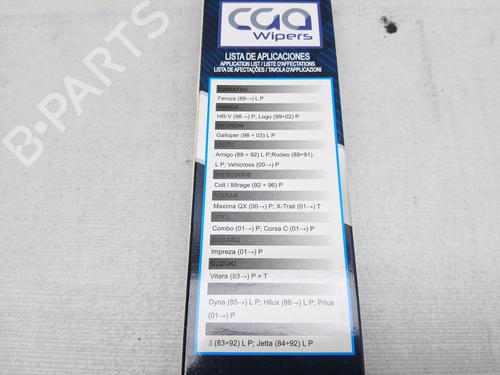 CGA
Wipers
LISTA DE APLICACIONES
APPLICATION LIST / LISTE D'AFFECTATIONS
LISTA DE AFECTAÇÕES / TAVOLA D'APPLICAZIONI
DAIHATSU
Feroza (89→) L P
HONDA
HR-V (98→) P; Logo (99÷02) P
HYUNDAI
Galloper (98 ÷ 03) L P
ISUZU
Amigo (89 ÷ 92) L P;Rodeo (89÷91)
L P; Vehicross (00→) P
MITSUBISHI
Colt / Mirage (92 ÷ 96) P
NISSAN
Maxima QX (00→) P; X-Trail (01→) T
OPEL
Combo (01→) P; Corsa C (01→) P
SUBARU
Impreza (01→) P
SUZUKI
Vitara (93→) P + T
Dyna (85→) L P; Hilux (88→) L P; Prius
(01→) P
(83÷92) L P; Jetta (84÷92) L P
B-PARTS